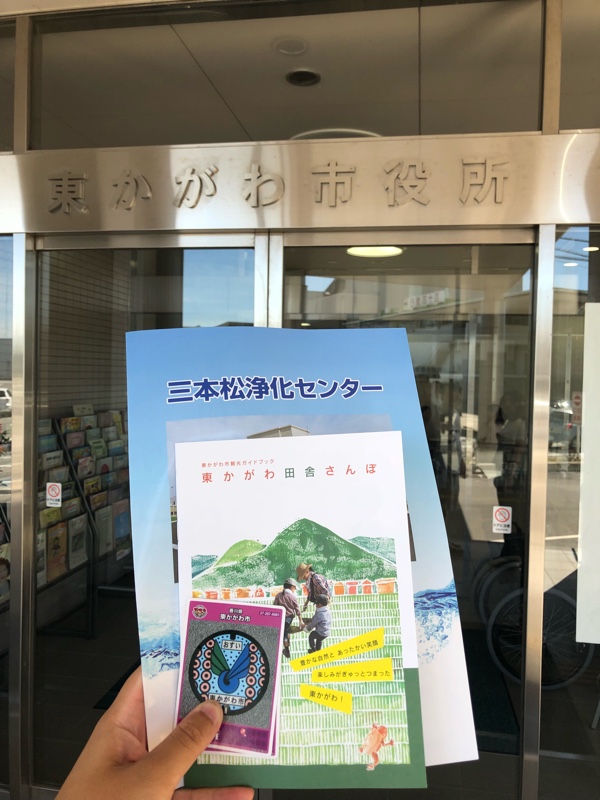 東かがわ市役所
三本松浄化センター
東かがわ市観光ガイドブック
東かがわ田舎さんぽ
香川県
東かがわ市
おすい
東かがわ市
豊かな自然と あったかい笑顔
楽しみがぎゅっとつまった
東かがわ！